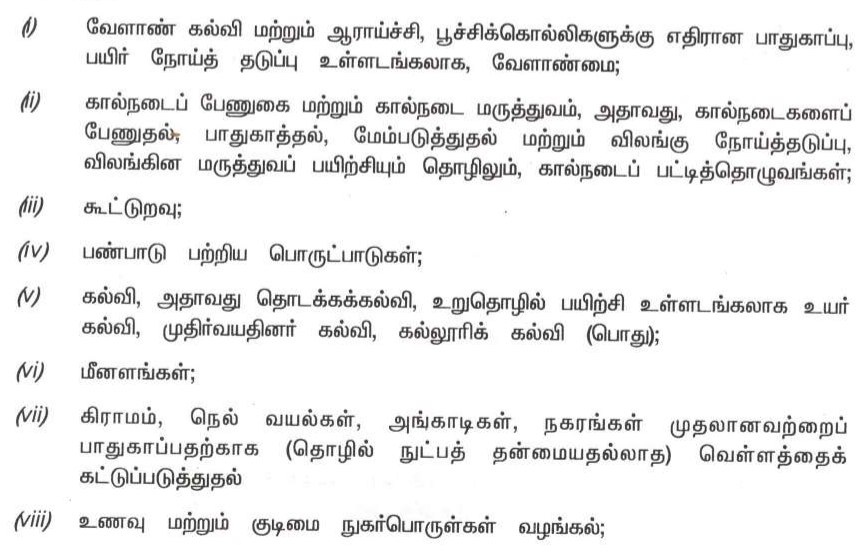 (i) வேளாண் கல்வி மற்றும் ஆராய்ச்சி, பூச்சிக்கொல்லிகளுக்கு எதிரான பாதுகாப்பு,
பயிர் நோய்த் தடுப்பு உள்ளடங்கலாக, வேளாண்மை;
(ii) கால்நடைப் பேணுகை மற்றும் கால்நடை மருத்துவம், அதாவது, கால்நடைகளைப்
பேணுதல், பாதுகாத்தல், மேம்படுத்துதல் மற்றும் விலங்கு நோய்த்தடுப்பு,
விலங்கின மருத்துவப் பயிற்சியும் தொழிலும், கால்நடைப் பட்டித்தொழுவங்கள்;
(iii) கூட்டுறவு;
(iv) பண்பாடு பற்றிய பொருட்பாடுகள்;
(v) கல்வி, அதாவது தொடக்கக்கல்வி, உறுதொழில் பயிற்சி உள்ளடங்கலாக உயர்
கல்வி, முதிர்வயதினர் கல்வி, கல்லூரிக் கல்வி (பொது);
(vi) மீனளங்கள்;
(vii) கிராமம், நெல் வயல்கள், அங்காடிகள், நகரங்கள் முதலானவற்றைப்
பாதுகாப்பதற்காக (தொழில் நுட்பத் தன்மையதல்லாத) வெள்ளத்தைக்
கட்டுப்படுத்துதல்
(viii) உணவு மற்றும் குடிமை நுகர்பொருள்கள் வழங்கல்;